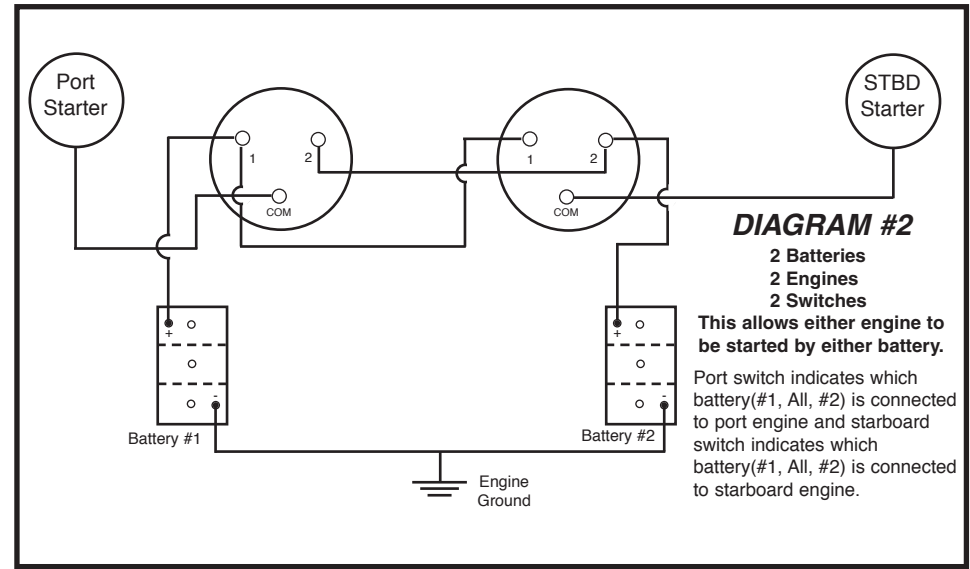 Port
Starter
1
2
COM
1
2
COM
STBD
Starter
DIAGRAM #2
2 Batteries
2 Engines
2 Switches
This allows either engine to
be started by either battery.
Port switch indicates which
battery(#1, All, #2) is connected
to port engine and starboard
switch indicates which
battery(#1, All, #2) is connected
to starboard engine.
+
-
Battery #1
+
-
Battery #2
Engine
Ground